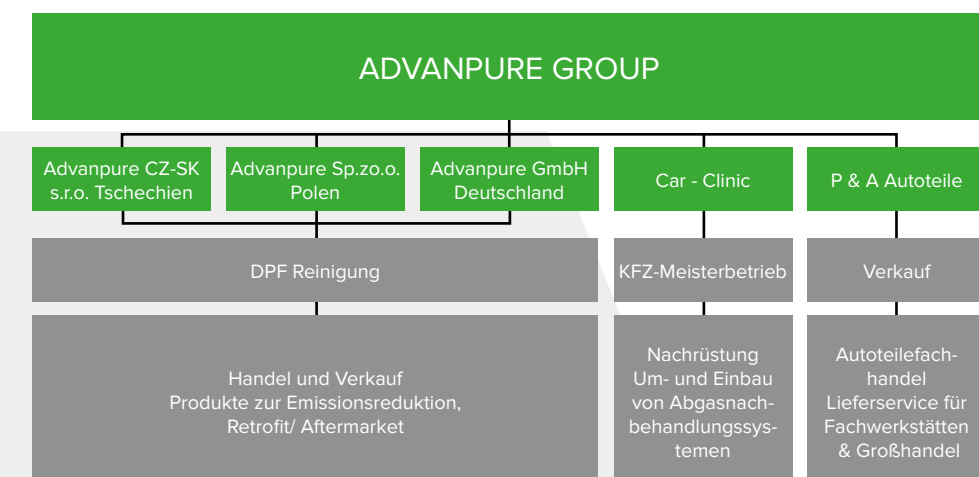 ADVANPURE GROUP
Advanpure CZ-SK
s.r.o. Tschechien
Advanpure Sp.zo.o.
Polen
Advanpure GmbH
Deutschland
Car - Clinic
P & A Autoteile
DPF Reinigung
KFZ-Meisterbetrieb
Verkauf
Handel und Verkauf
Produkte zur Emissionsreduktion,
Retrofit/ Aftermarket
Nachrüstung
Um- und Einbau
von Abgasnach-
behandlungssys-
temen
Autoteilefach-
handel
Lieferservice für
Fachwerkstätten
& Großhandel